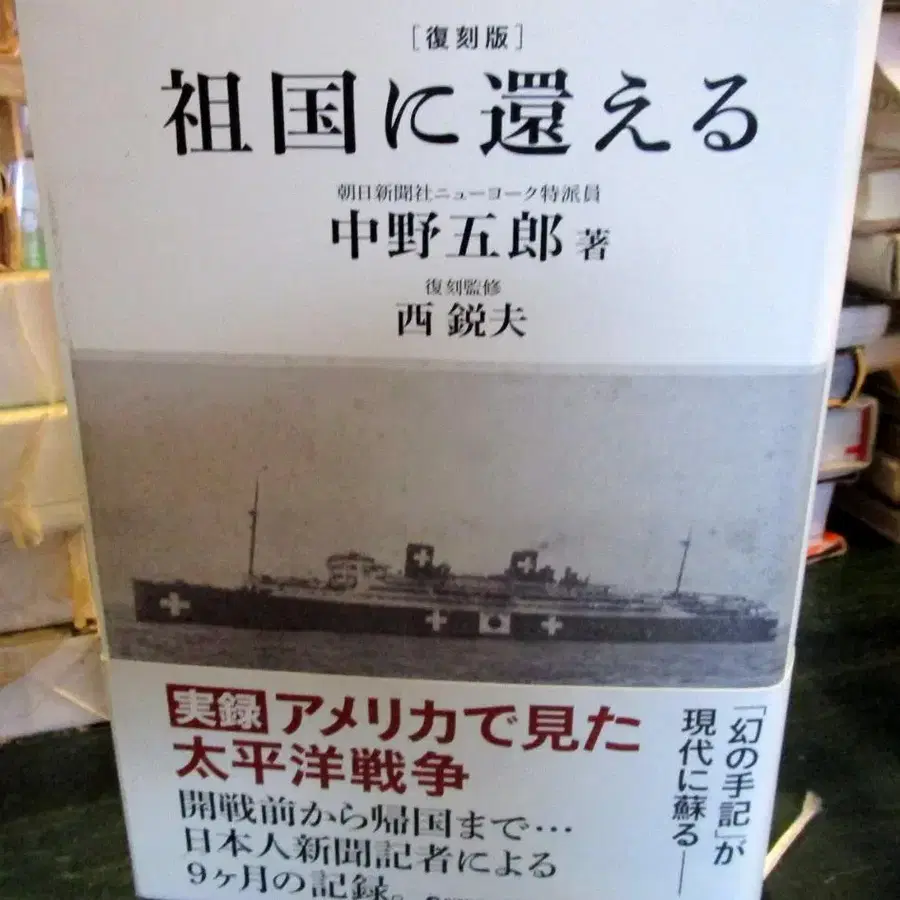 ［復刻版］
祖国に還える
朝日新聞社ニューヨーク特派員
中野五郎 著
復刻監修
西 鋭夫
実録 アメリカで見た
太平洋戦争
開戦前から帰国まで…
日本人新聞記者による
9ヶ月の記録。
「幻の手記」が
現代に蘇る──